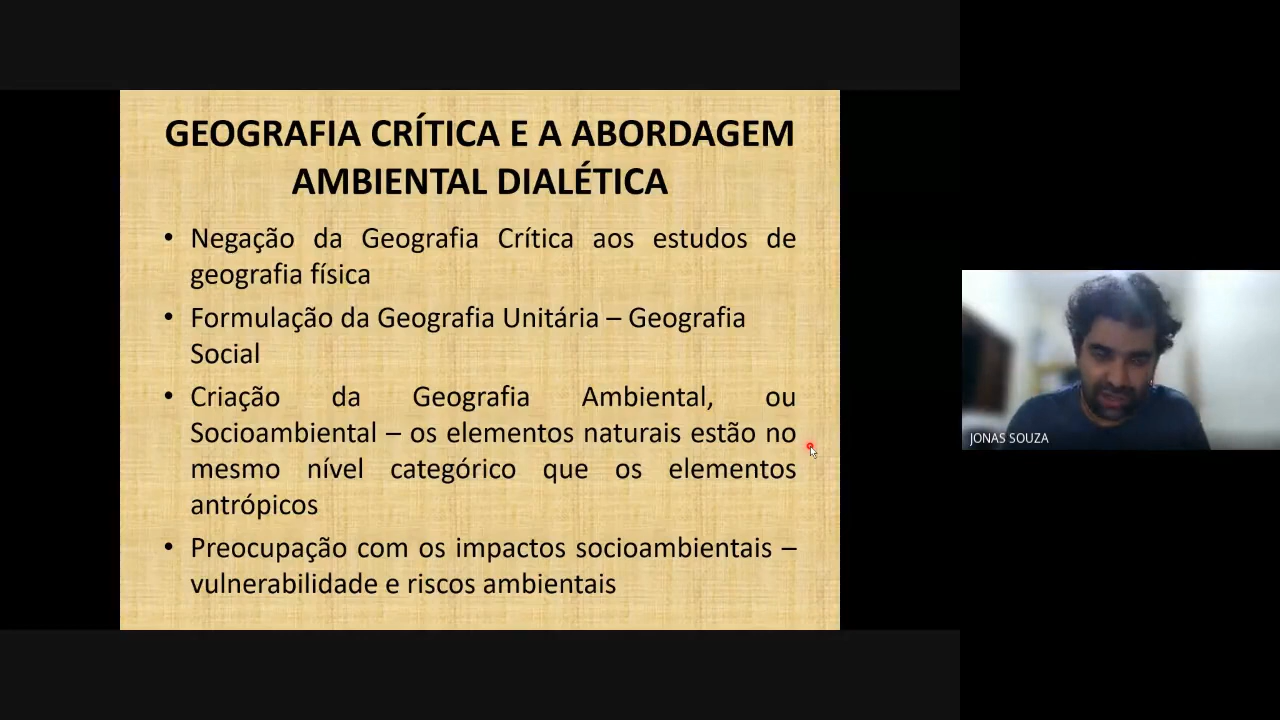 GEOGRAFIA CRÍTICA E A ABORDAGEM
AMBIENTAL DIALÉTICA
• Negação da Geografia Crítica aos estudos de
geografia física
• Formulação da Geografia Unitária – Geografia
Social
• Criação da Geografia Ambiental, ou
Socioambiental – os elementos naturais estão no
mesmo nível categórico que os elementos
antrópicos
• Preocupação com os impactos socioambientais –
vulnerabilidade e riscos ambientais
JONAS SOUZA